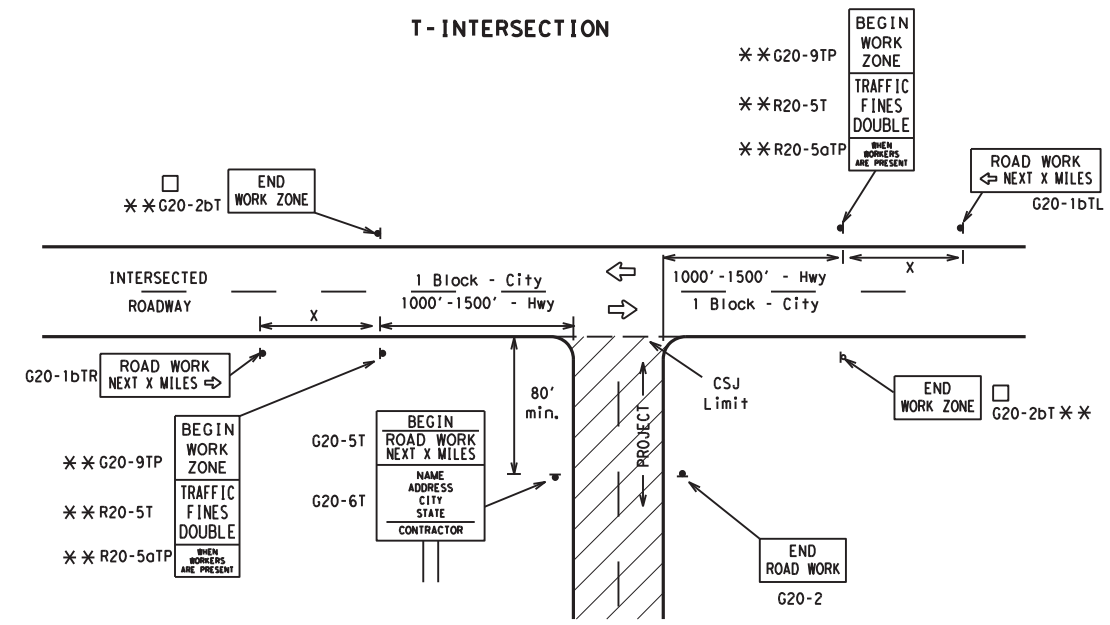 T-INTERSECTION
BEGIN
WORK
ZONE
**G20-9TP
TRAFFIC
FINES
DOUBLE
**R20-5T
WHEN
WORKERS
ARE PRESENT
**R20-5aTP
ROAD WORK
⇦ NEXT X MILES
G20-1bTL
END
WORK ZONE
□
**G20-2bT
X
INTERSECTED
ROADWAY
1 Block - City
1000'-1500' - Hwy
⇦
⇨
1000'-1500' - Hwy
1 Block - City
X
G20-1bTR
ROAD WORK
NEXT X MILES ⇨
BEGIN
WORK
ZONE
**G20-9TP
TRAFFIC
FINES
DOUBLE
**R20-5T
WHEN
WORKERS
ARE PRESENT
**R20-5aTP
G20-5T
BEGIN
ROAD WORK
NEXT X MILES
G20-6T
NAME
ADDRESS
CITY
STATE
CONTRACTOR
80'
min.
PROJECT
CSJ
Limit
END
WORK ZONE
□
G20-2bT **
END
ROAD WORK
G20-2